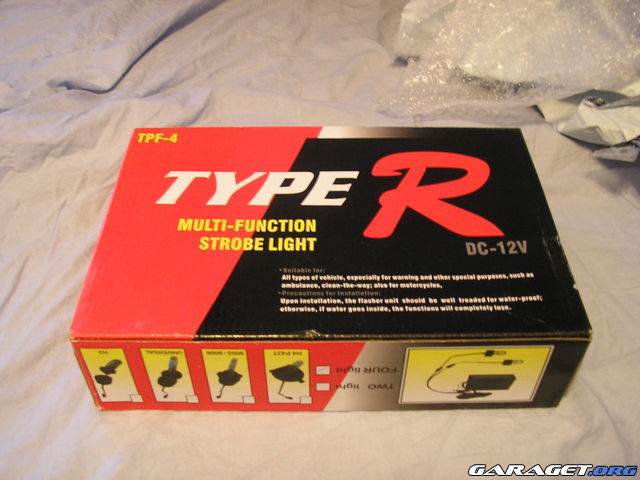 TPF-4
TYPE R
MULTI-FUNCTION
STROBE LIGHT
DC-12V
• Suitable for:
All types of vehicle, especially for warning and other special purposes, such as
ambulance, clean-the-way; also for motorcycles,
• Precautions for installation:
Upon installation, the flasher unit should be well treaded for water-proof;
otherwise, if water goes inside, the functions will completely lose.
H3
UNIVERSAL
9005-9006
H4 P43T
FOUR light
TWO light
GARAGET.ORG